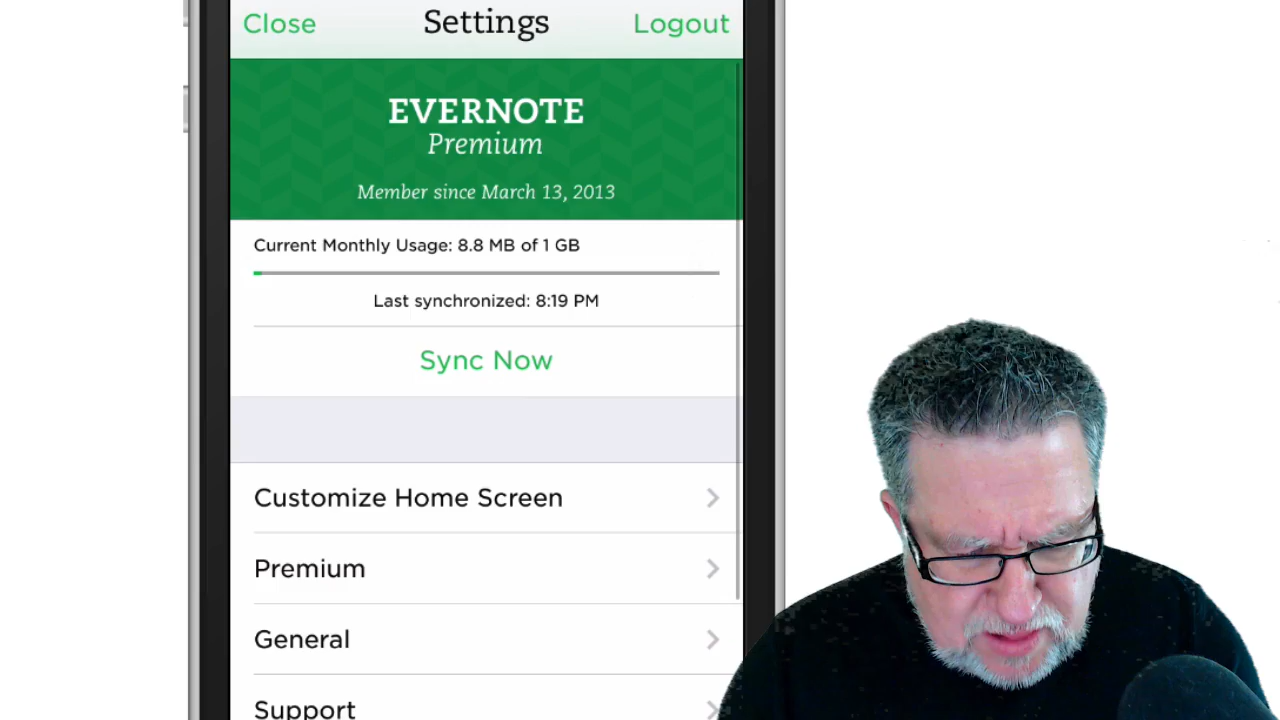 Close Settings Logout
EVERNOTE
Premium
Member since March 13, 2013
Current Monthly Usage: 8.8 MB of 1 GB
Last synchronized: 8:19 PM
Sync Now
Customize Home Screen
Premium
General
Support